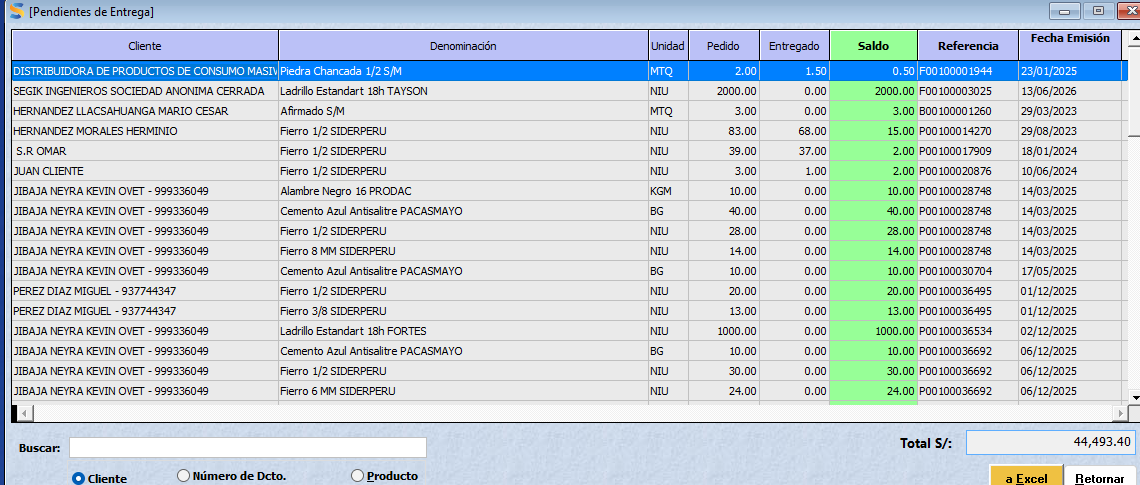 [Pendientes de Entrega]
Cliente Denominación Unidad Pedido Entregado Saldo Referencia Fecha Emisión
DISTRIBUIDORA DE PRODUCTOS DE CONSUMO MASIV Piedra Chancada 1/2 S/M MTQ 2.00 1.50 0.50 F00100001944 23/01/2025
SEGIK INGENIEROS SOCIEDAD ANONIMA CERRADA Ladrillo Estandart 18h TAYSON NIU 2000.00 0.00 2000.00 F00100003025 13/06/2026
HERNANDEZ LLACSAHUANGA MARIO CESAR Afirmado S/M MTQ 3.00 0.00 3.00 B00100001260 29/03/2023
HERNANDEZ MORALES HERMINIO Fierro 1/2 SIDERPERU NIU 83.00 68.00 15.00 P00100014270 29/08/2023
S.R OMAR Fierro 1/2 SIDERPERU NIU 39.00 37.00 2.00 P00100017909 18/01/2024
JUAN CLIENTE Fierro 1/2 SIDERPERU NIU 3.00 1.00 2.00 P00100020876 10/06/2024
JIBAJA NEYRA KEVIN OVET - 999336049 Alambre Negro 16 PRODAC KGM 10.00 0.00 10.00 P00100028748 14/03/2025
JIBAJA NEYRA KEVIN OVET - 999336049 Cemento Azul Antisalitre PACASMAYO BG 40.00 0.00 40.00 P00100028748 14/03/2025
JIBAJA NEYRA KEVIN OVET - 999336049 Fierro 1/2 SIDERPERU NIU 28.00 0.00 28.00 P00100028748 14/03/2025
JIBAJA NEYRA KEVIN OVET - 999336049 Fierro 8 MM SIDERPERU NIU 14.00 0.00 14.00 P00100028748 14/03/2025
JIBAJA NEYRA KEVIN OVET - 999336049 Cemento Azul Antisalitre PACASMAYO BG 10.00 0.00 10.00 P00100030704 17/05/2025
PEREZ DIAZ MIGUEL - 937744347 Fierro 1/2 SIDERPERU NIU 20.00 0.00 20.00 P00100036495 01/12/2025
PEREZ DIAZ MIGUEL - 937744347 Fierro 3/8 SIDERPERU NIU 13.00 0.00 13.00 P00100036495 01/12/2025
JIBAJA NEYRA KEVIN OVET - 999336049 Ladrillo Estandart 18h FORTES NIU 1000.00 0.00 1000.00 P00100036534 02/12/2025
JIBAJA NEYRA KEVIN OVET - 999336049 Cemento Azul Antisalitre PACASMAYO BG 10.00 0.00 10.00 P00100036692 06/12/2025
JIBAJA NEYRA KEVIN OVET - 999336049 Fierro 1/2 SIDERPERU NIU 30.00 0.00 30.00 P00100036692 06/12/2025
JIBAJA NEYRA KEVIN OVET - 999336049 Fierro 6 MM SIDERPERU NIU 24.00 0.00 24.00 P00100036692 06/12/2025
Buscar: Total S/: 44,493.40
Cliente Número de Dcto. Producto a Excel Retornar